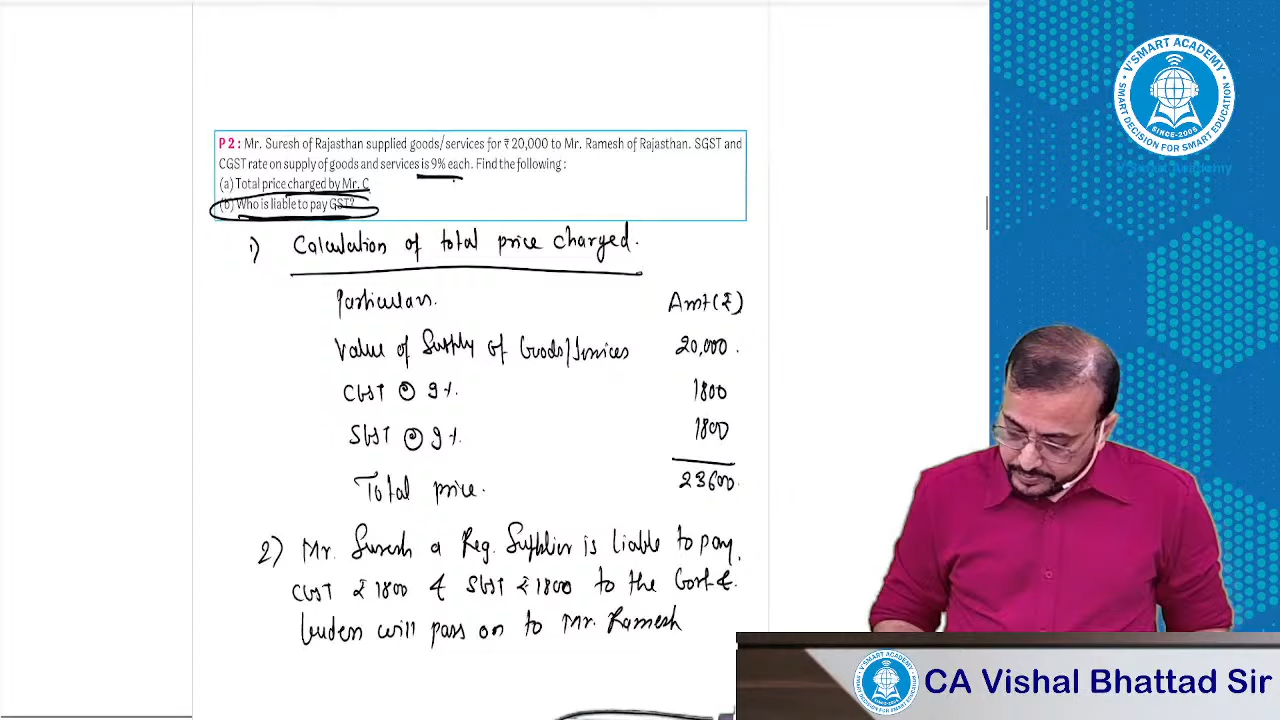 P 2 : Mr. Suresh of Rajasthan supplied goods/services for ₹ 20,000 to Mr. Ramesh of Rajasthan. SGST and
CGST rate on supply of goods and services is 9% each. Find the following :
(a) Total price charged by Mr. C
(b) Who is liable to pay GST?
1) Calculation of total price charged.
Particulars. Amt (₹)
Value of Supply of Goods/Services 20,000.
CGST @ 9%. 1800
SGST @ 9%. 1800
Total price. 23600.
2) Mr. Suresh a Reg. Supplier is liable to pay
CGST ₹ 1800 & SGST ₹ 1800 to the Govt &
burden will pass on to Mr. Ramesh
V'SMART ACADEMY
SINCE-2005
SMART DECISION FOR SMART EDUCATION
V'Smart Academy
V'SMART ACADEMY
CA Vishal Bhattad Sir